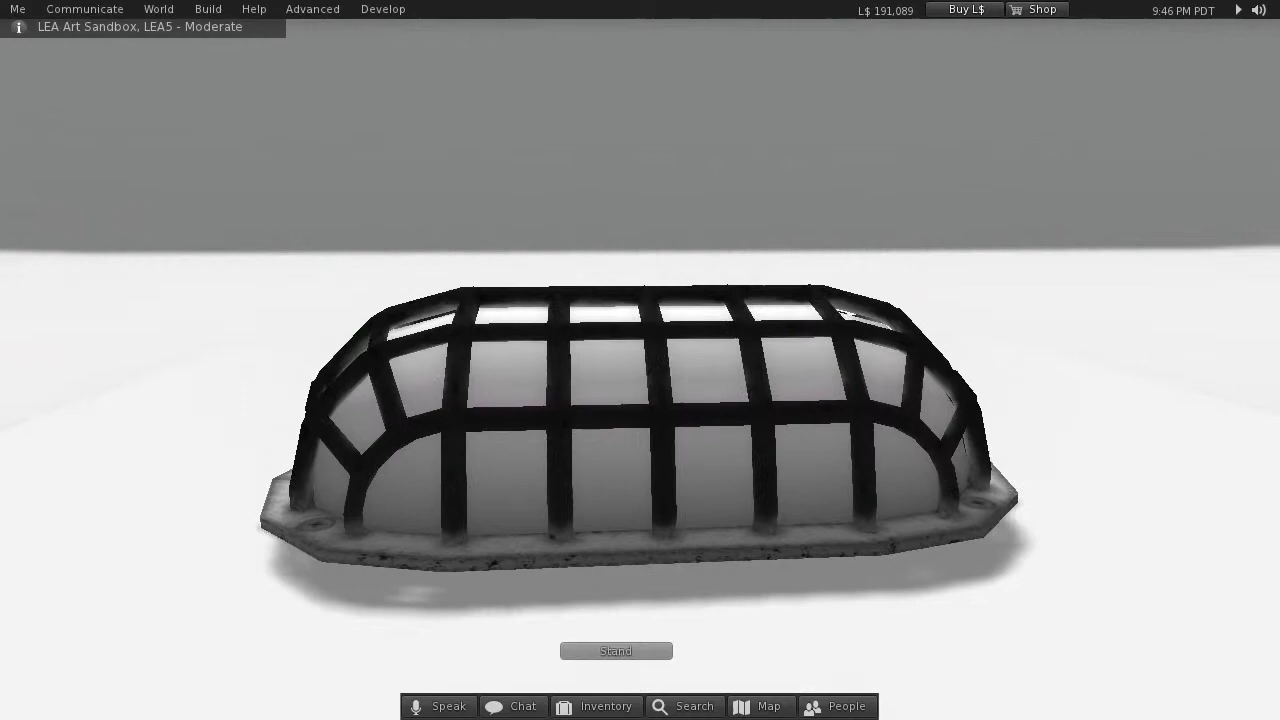 Me Communicate World Build Help Advanced Develop L$ 191,089 Buy L$ Shop 9:46 PM PDT
i LEA Art Sandbox, LEA5 - Moderate
Stand
Speak Chat Inventory Search Map People